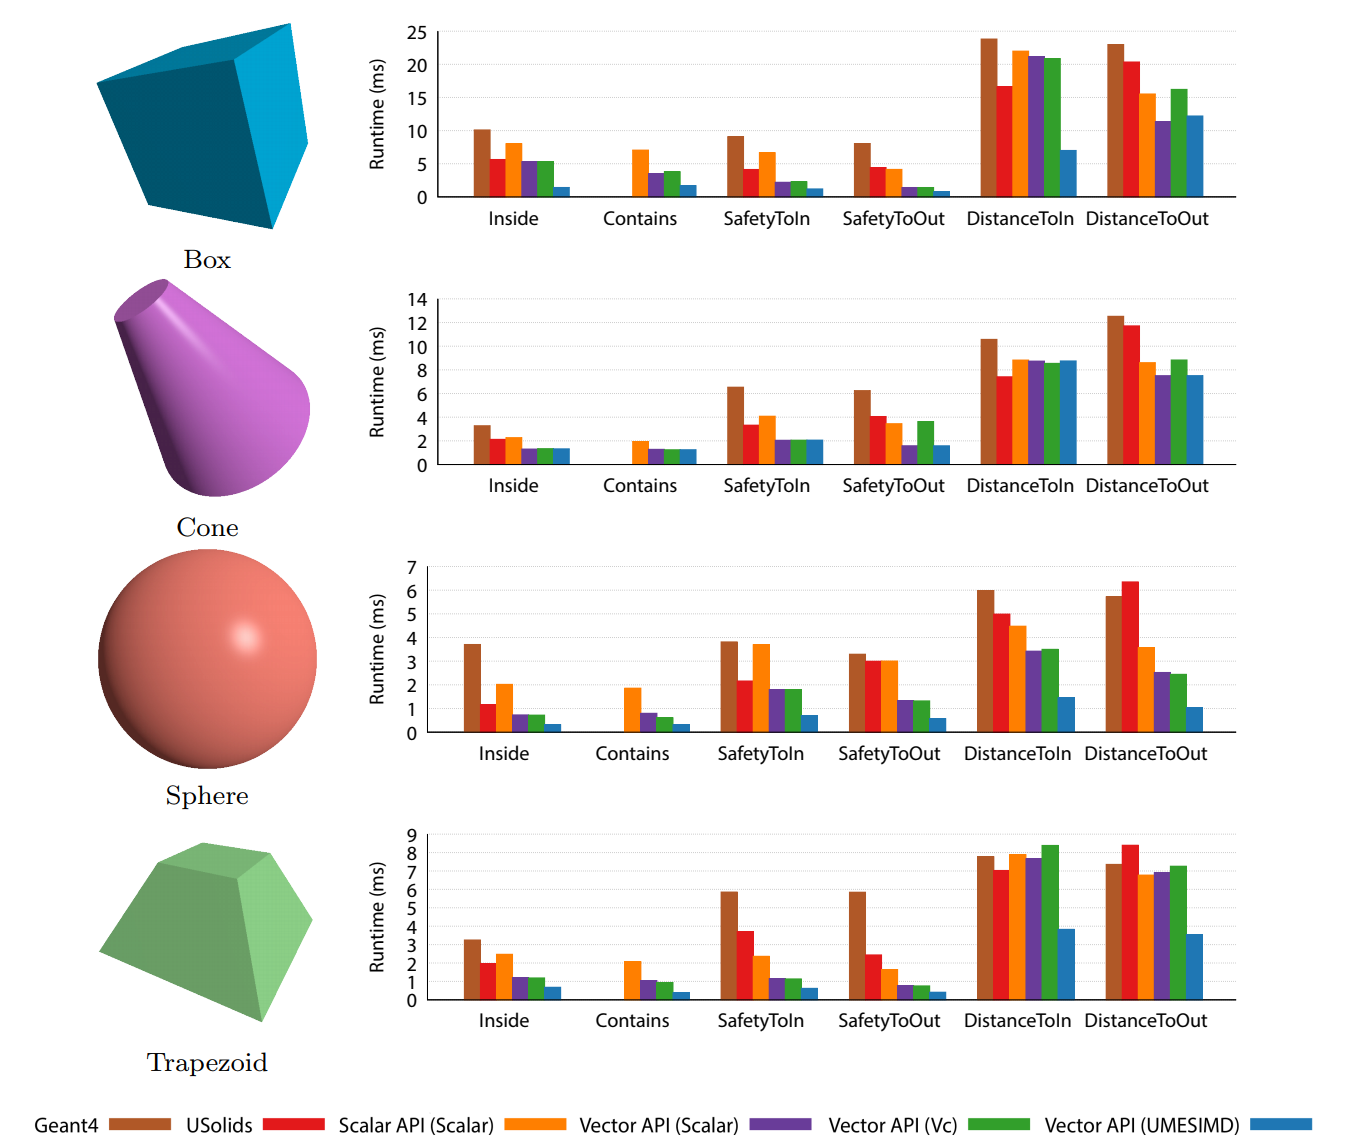 25
20
15
10
5
0
Runtime (ms)
Inside Contains SafetyToIn SafetyToOut DistanceToIn DistanceToOut
Box
14
12
10
8
6
4
2
0
Runtime (ms)
Inside Contains SafetyToIn SafetyToOut DistanceToIn DistanceToOut
Cone
7
6
5
4
3
2
1
0
Runtime (ms)
Inside Contains SafetyToIn SafetyToOut DistanceToIn DistanceToOut
Sphere
9
8
7
6
5
4
3
2
1
0
Runtime (ms)
Inside Contains SafetyToIn SafetyToOut DistanceToIn DistanceToOut
Trapezoid
Geant4 USolids Scalar API (Scalar) Vector API (Scalar) Vector API (Vc) Vector API (UMESIMD)